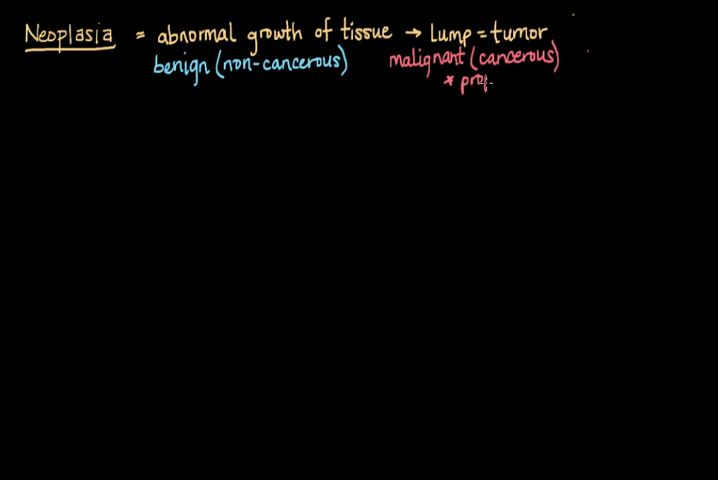 Neoplasia = abnormal growth of tissue → Lump = tumor
benign (non-cancerous) malignant (cancerous)
*